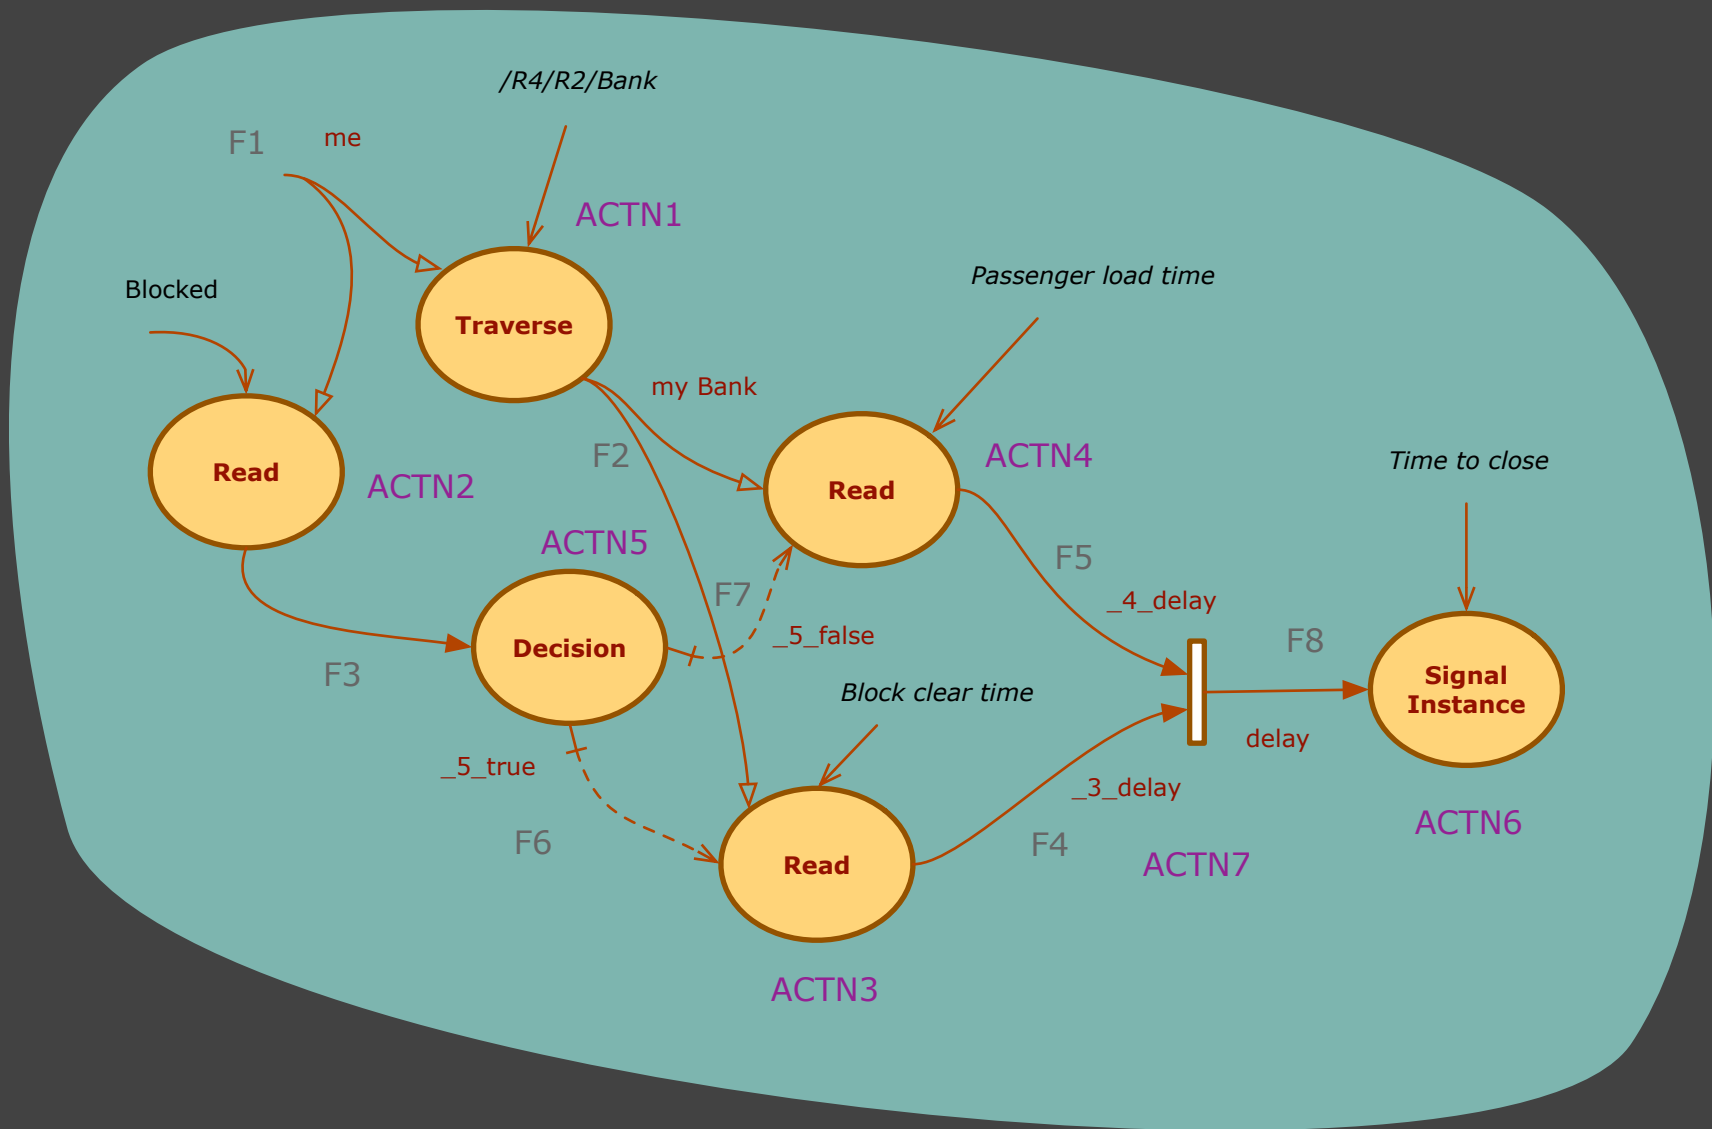 /R4/R2/Bank
F1
me
ACTN1
Passenger load time
Blocked
Traverse
my Bank
F2
ACTN4
Time to close
Read
ACTN2
Read
ACTN5
F5
F7
_4_delay
_5_false
F8
Decision
F3
Signal
Instance
Block clear time
_5_true
delay
_3_delay
F6
F4
ACTN6
Read
ACTN7
ACTN3